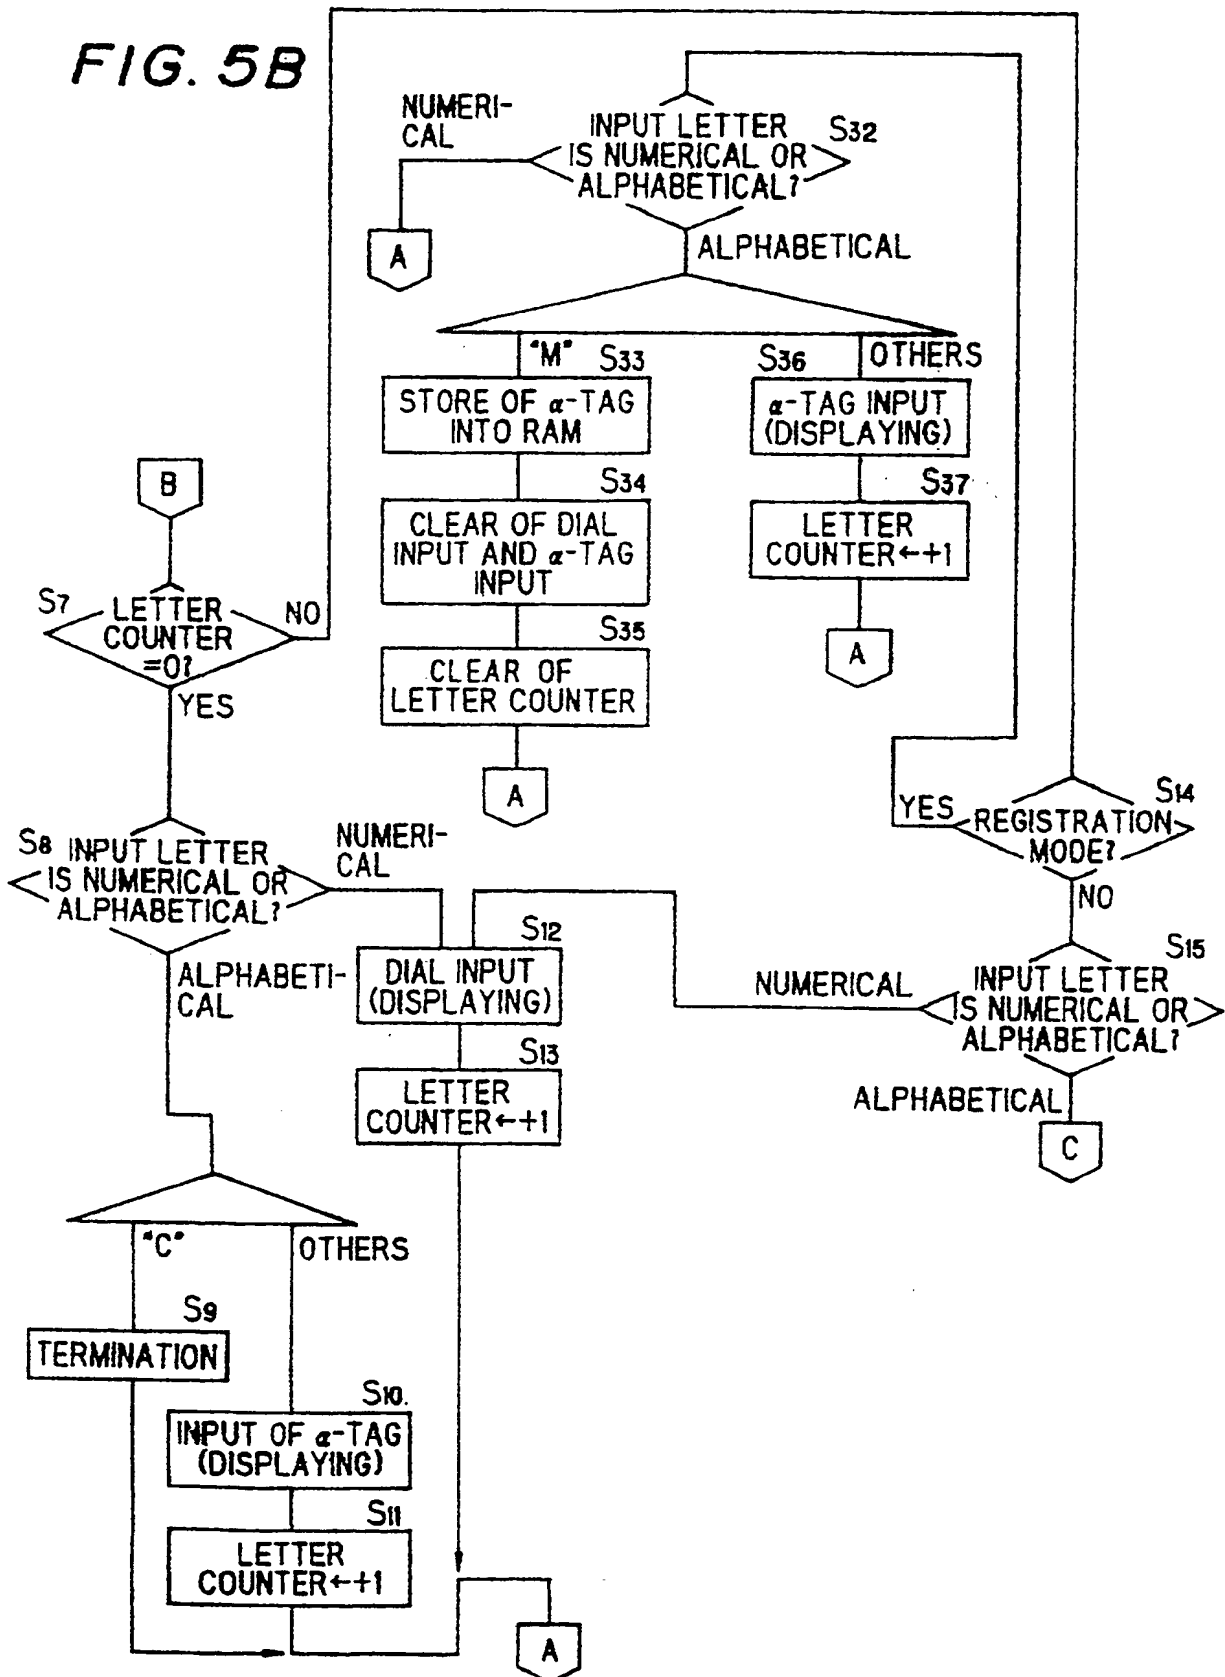 FIG. 5B
NUMERI-
CAL
INPUT LETTER
IS NUMERICAL OR
ALPHABETICAL?
S32
A
ALPHABETICAL
"M"
S33
STORE OF α-TAG
INTO RAM
S34
CLEAR OF DIAL
INPUT AND α-TAG
INPUT
S35
CLEAR OF
LETTER COUNTER
A
S36
OTHERS
α-TAG INPUT
(DISPLAYING)
S37
LETTER
COUNTER←+1
A
B
S7
LETTER
COUNTER
=0?
NO
YES
S8
INPUT LETTER
IS NUMERICAL OR
ALPHABETICAL?
NUMERI-
CAL
ALPHABETI-
CAL
S12
DIAL INPUT
(DISPLAYING)
S13
LETTER
COUNTER←+1
YES
S14
REGISTRATION
MODE?
NO
S15
INPUT LETTER
IS NUMERICAL OR
ALPHABETICAL?
NUMERICAL
ALPHABETICAL
C
"C"
OTHERS
S9
TERMINATION
S10.
INPUT OF α-TAG
(DISPLAYING)
S11
LETTER
COUNTER←+1
A